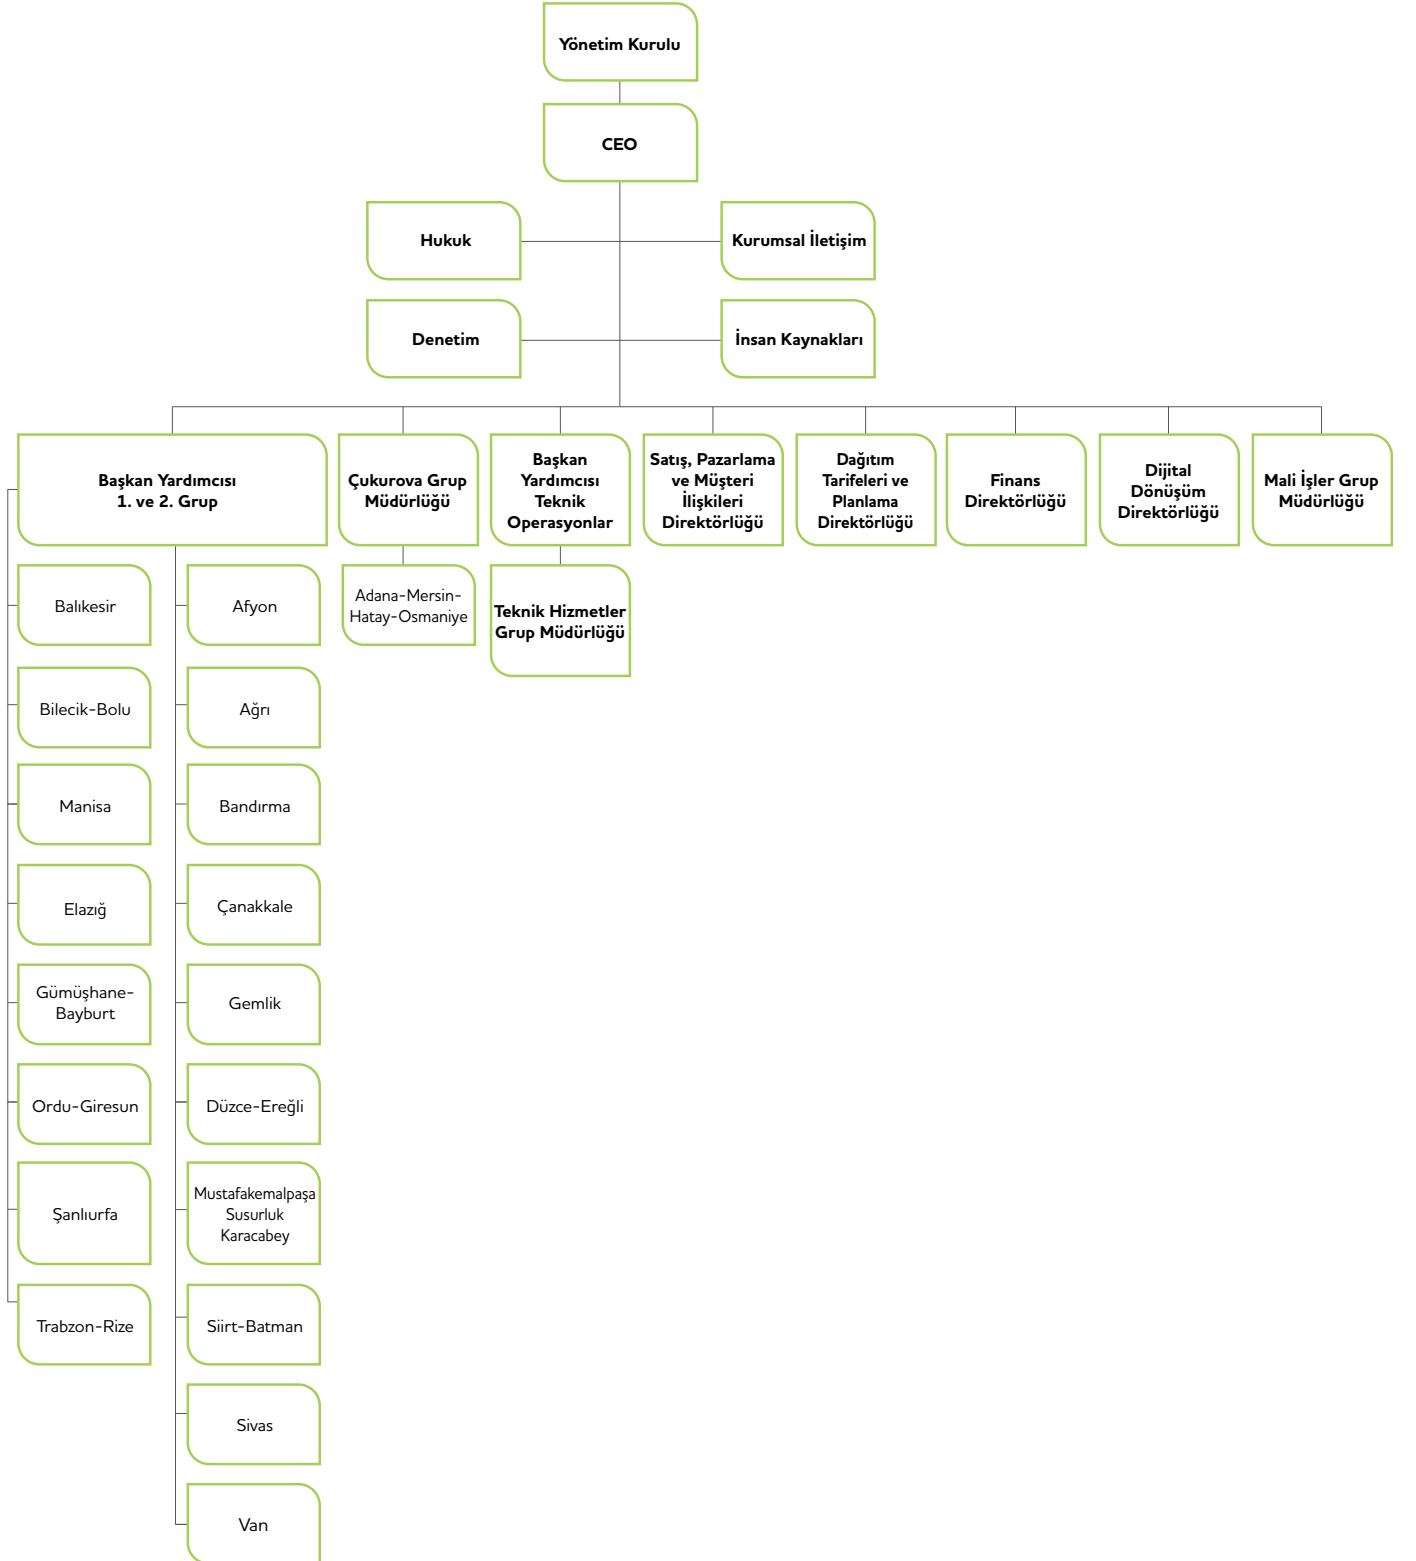 Yönetim Kurulu
CEO
Hukuk
Kurumsal İletişim
Denetim
İnsan Kaynakları
Başkan Yardımcısı
1. ve 2. Grup
Çukurova Grup
Müdürlüğü
Başkan
Yardımcısı
Teknik
Operasyonlar
Satış, Pazarlama
ve Müşteri
İlişkileri
Direktörlüğü
Dağıtım
Tarifeleri ve
Planlama
Direktörlüğü
Finans
Direktörlüğü
Dijital
Dönüşüm
Direktörlüğü
Mali İşler Grup
Müdürlüğü
Balıkesir
Afyon
Adana-Mersin-
Hatay-Osmaniye
Teknik Hizmetler
Grup Müdürlüğü
Bilecik-Bolu
Ağrı
Manisa
Bandırma
Elazığ
Çanakkale
Gümüşhane-
Bayburt
Gemlik
Ordu-Giresun
Düzce-Ereğli
Şanlıurfa
Mustafakemalpaşa
Susurluk
Karacabey
Trabzon-Rize
Siirt-Batman
Sivas
Van